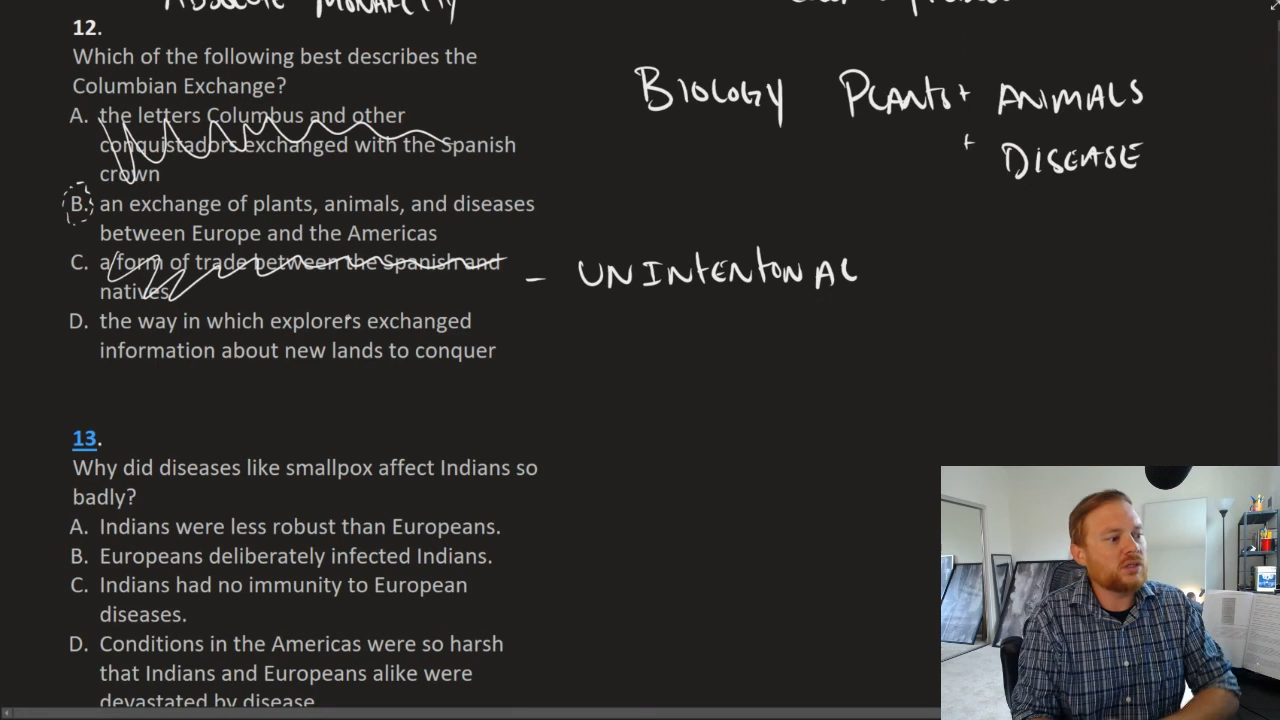 ABSOLUTE MONARCHY
12.
Which of the following best describes the
Columbian Exchange?
BIOLOGY PLANTS + ANIMALS
+ DISEASE
A. the letters Columbus and other
conquistadors exchanged with the Spanish
crown
B. an exchange of plants, animals, and diseases
between Europe and the Americas
C. a form of trade between the Spanish and
natives
- UNINTENTONAL
D. the way in which explorers exchanged
information about new lands to conquer
13.
Why did diseases like smallpox affect Indians so
badly?
A. Indians were less robust than Europeans.
B. Europeans deliberately infected Indians.
C. Indians had no immunity to European
diseases.
D. Conditions in the Americas were so harsh
that Indians and Europeans alike were
devastated by disease